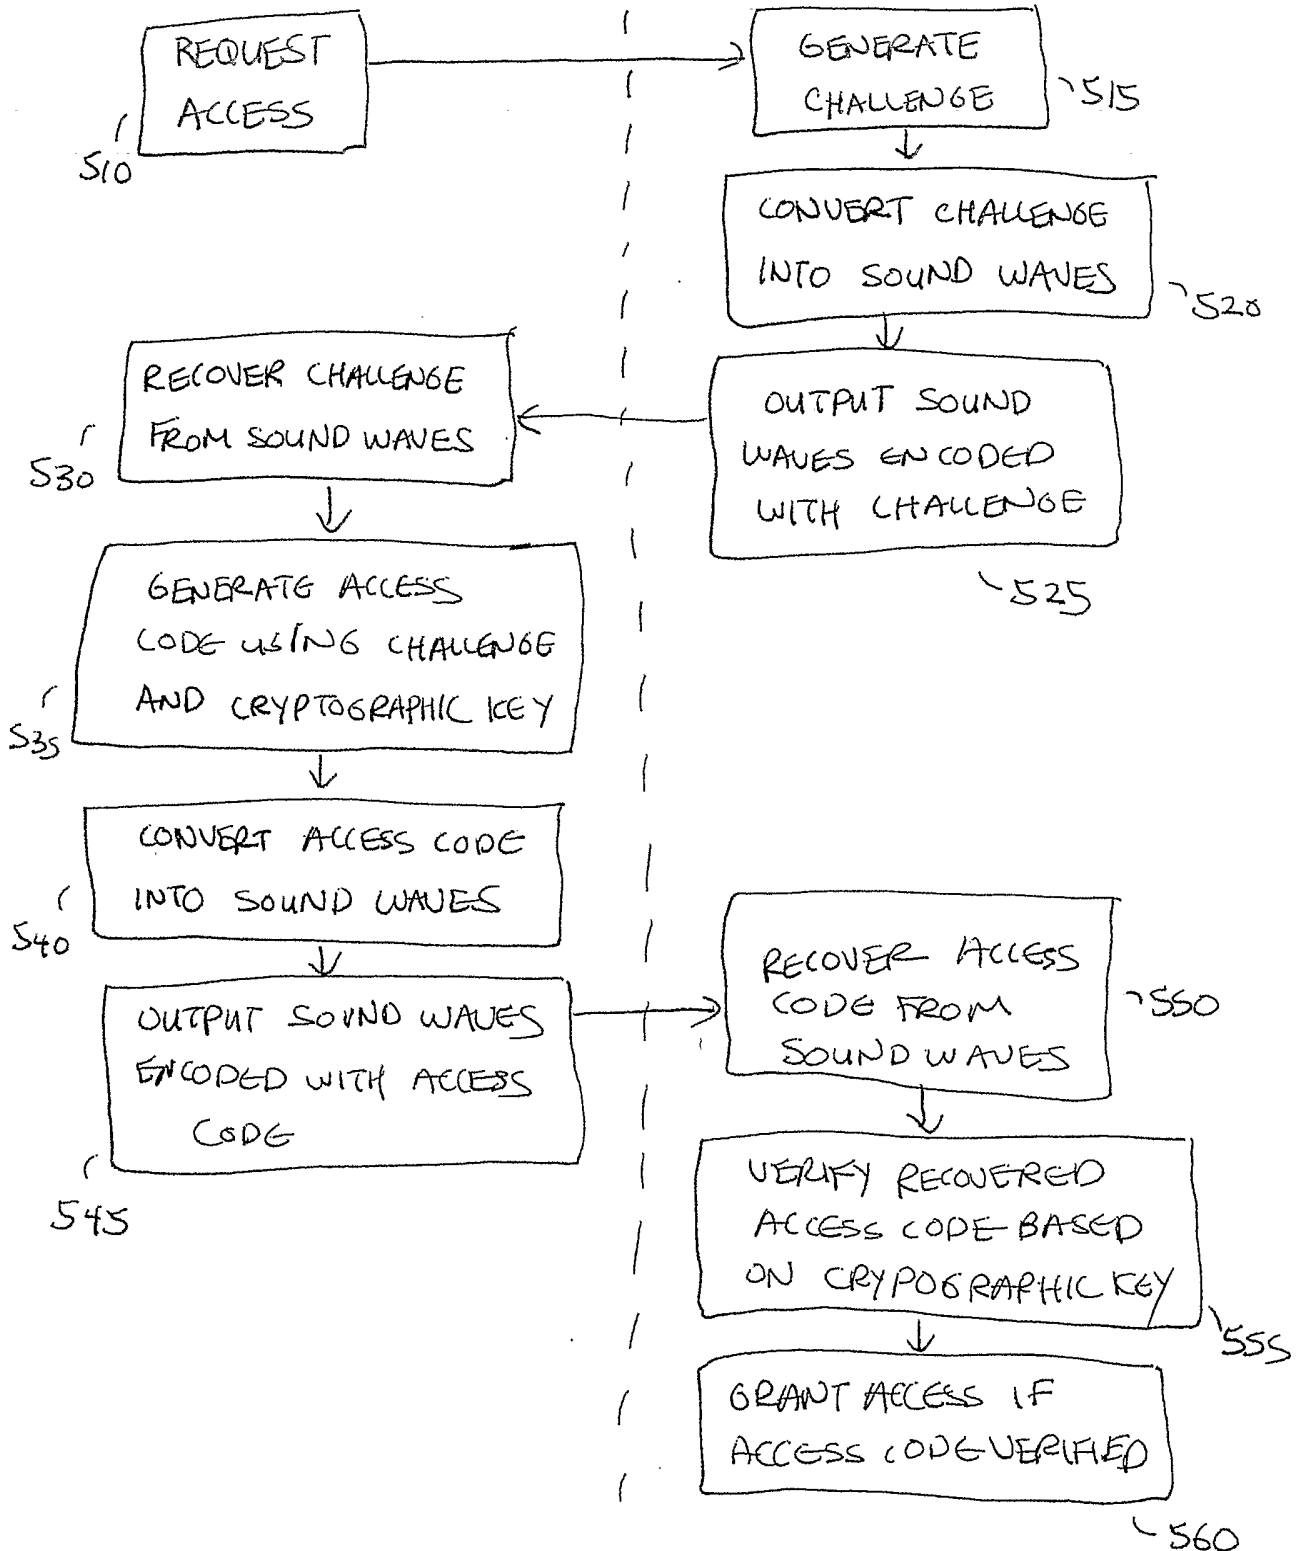 REQUEST
ACCESS
510
GENERATE
CHALLENGE
515
CONVERT CHALLENGE
INTO SOUND WAVES
520
OUTPUT SOUND
WAVES ENCODED
WITH CHALLENGE
525
RECOVER CHALLENGE
FROM SOUND WAVES
530
GENERATE ACCESS
CODE USING CHALLENGE
AND CRYPTOGRAPHIC KEY
535
CONVERT ACCESS CODE
INTO SOUND WAVES
540
OUTPUT SOUND WAVES
ENCODED WITH ACCESS
CODE
545
RECOVER ACCESS
CODE FROM
SOUND WAVES
550
VERIFY RECOVERED
ACCESS CODE BASED
ON CRYPOGRAPHIC KEY
555
GRANT ACCESS IF
ACCESS CODE VERIFIED
560